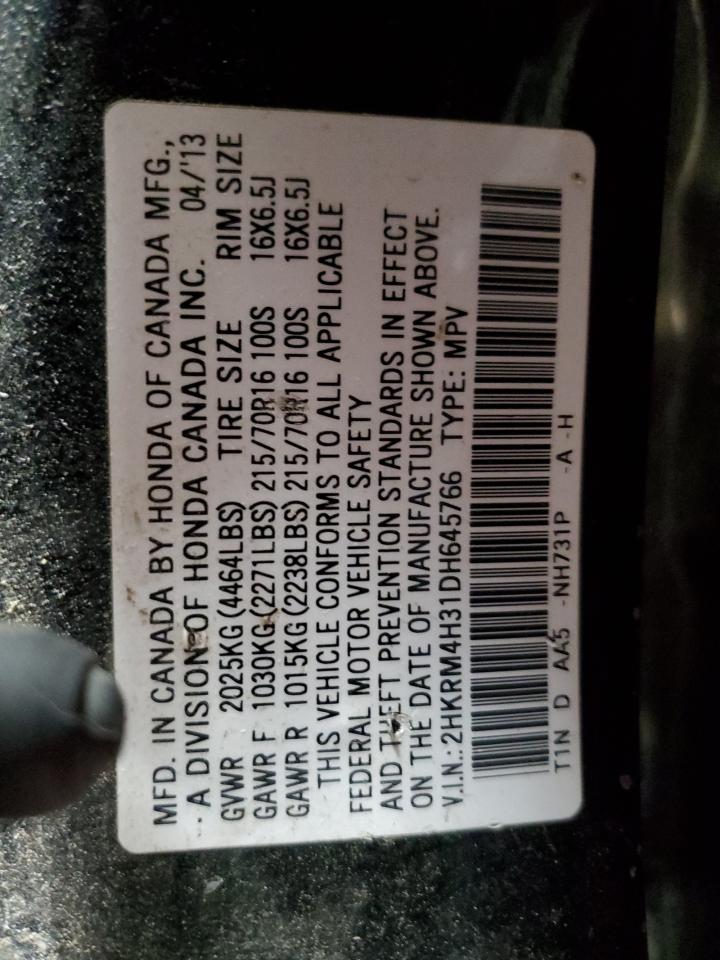 MFD. IN CANADA BY HONDA OF CANADA MFG.,
A DIVISION OF HONDA CANADA INC. 04/'13
GVWR 2025KG (4464LBS) TIRE SIZE RIM SIZE
GAWR F 1030KG (2271LBS) 215/70R16 100S 16X6.5J
GAWR R 1015KG (2238LBS) 215/70R16 100S 16X6.5J
THIS VEHICLE CONFORMS TO ALL APPLICABLE
FEDERAL MOTOR VEHICLE SAFETY
AND THEFT PREVENTION STANDARDS IN EFFECT
ON THE DATE OF MANUFACTURE SHOWN ABOVE.
V.I.N.: 2HKRM4H31DH645766 TYPE: MPV
T1N D AA5 -NH731P -A -H